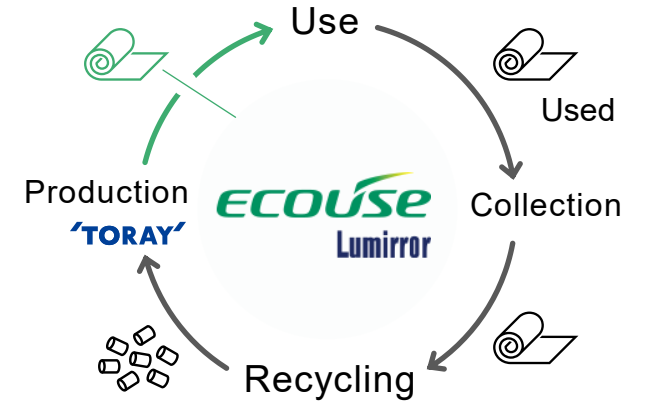 Use
Used
Production
'TORAY'
ECOUSE
Lumirror
Collection
Recycling